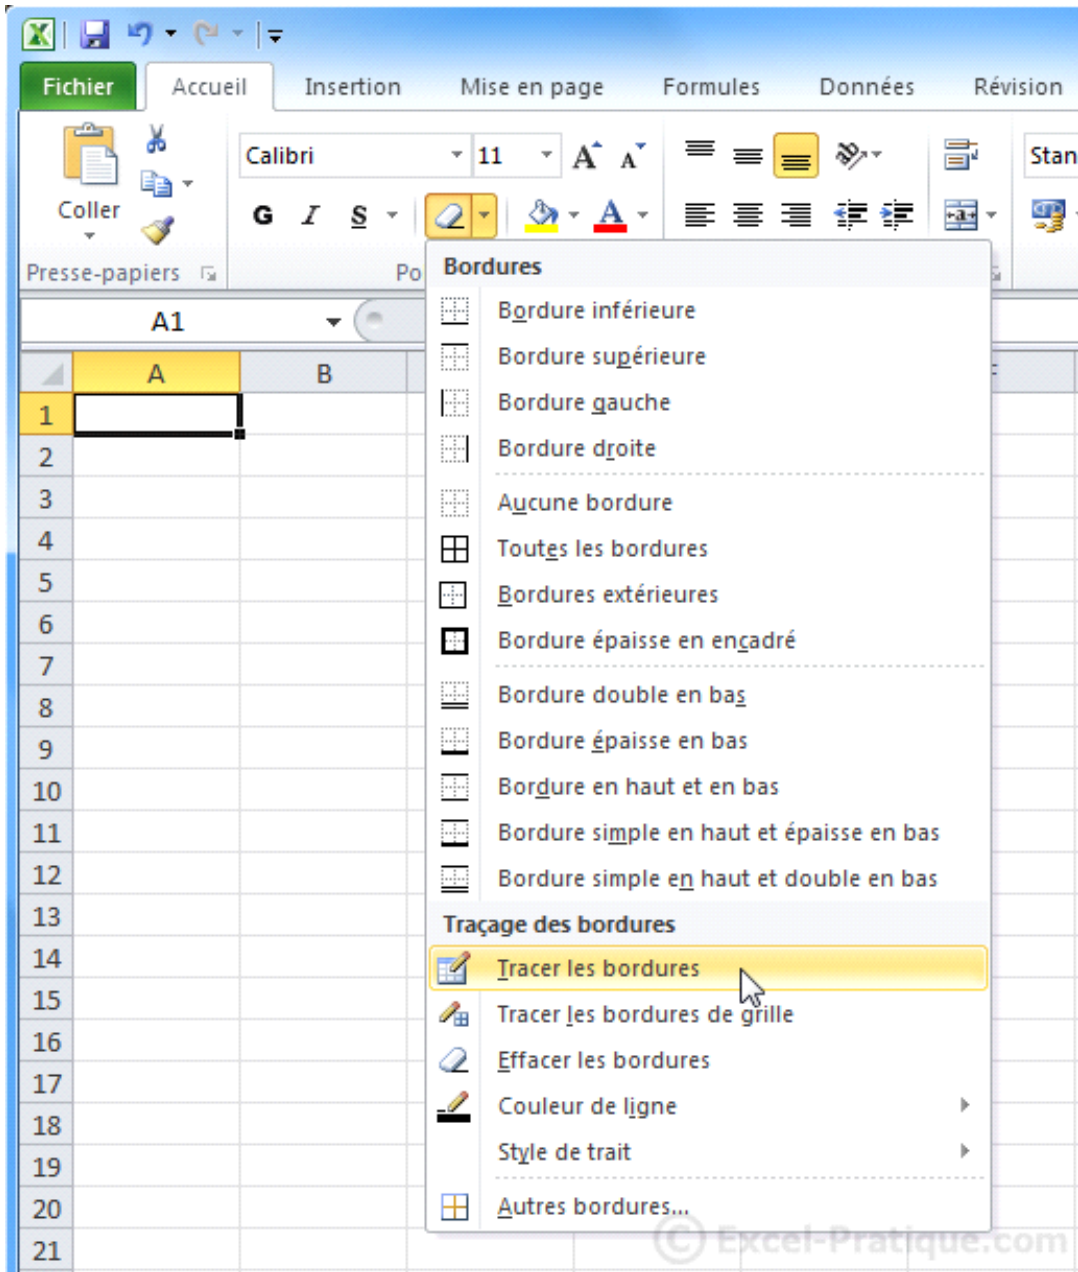 Fichier Accueil Insertion Mise en page Formules Données Révision
Calibri 11 A A Stan
Coller G I S A a
Presse-papiers Po
A1
A B
1
2
3
4
5
6
7
8
9
10
11
12
13
14
15
16
17
18
19
20
21
Bordures
Bordure inférieure
Bordure supérieure
Bordure gauche
Bordure droite
Aucune bordure
Toutes les bordures
Bordures extérieures
Bordure épaisse en encadré
Bordure double en bas
Bordure épaisse en bas
Bordure en haut et en bas
Bordure simple en haut et épaisse en bas
Bordure simple en haut et double en bas
Traçage des bordures
Tracer les bordures
Tracer les bordures de grille
Effacer les bordures
Couleur de ligne
Style de trait
Autres bordures...
© Excel-Pratique.com